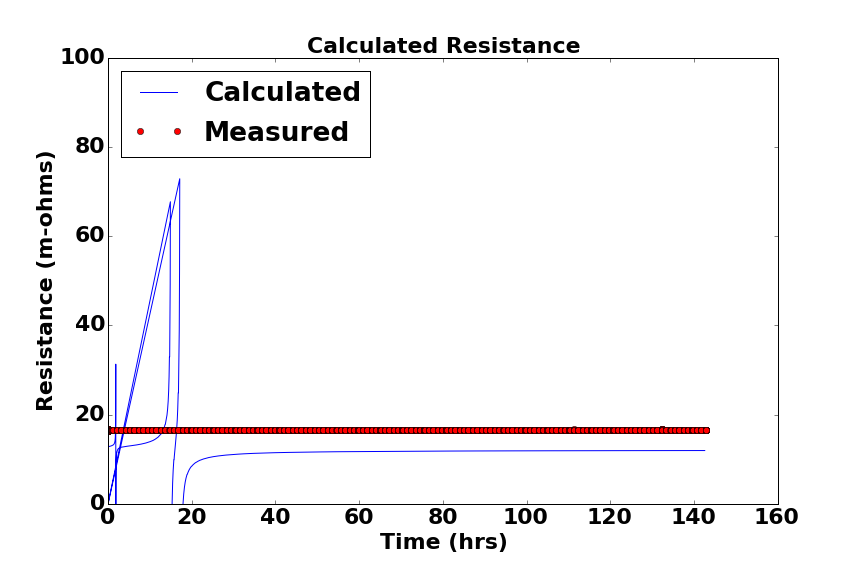 Calculated Resistance
100
80
60
40
20
0
Resistance (m-ohms)
Calculated
Measured
0 20 40 60 80 100 120 140 160
Time (hrs)